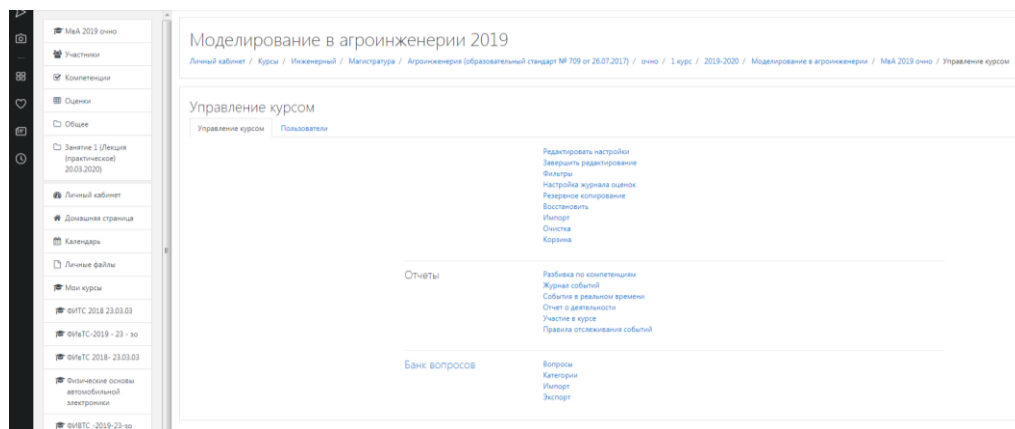 МвА 2019 очно
Участники
Компетенции
Оценки
Общее
Занятие 1 (Лекция
(практическое)
20.03.2020)
Личный кабинет
Домашняя страница
Календарь
Личные файлы
Мои курсы
ФИТС 2018 23.03.03
ФИвТС-2019 - 23 - зо
ФИвТС 2018- 23.03.03
Физические основы
автомобильной
электроники
ФИВТС -2019-23-зо
Моделирование в агроинженерии 2019
Личный кабинет / Курсы / Инженерный / Магистратура / Агроинженерия (образовательный стандарт № 709 от 26.07.2017) / очно / 1 курс / 2019-2020 / Моделирование в агроинженерии / МвА 2019 очно / Управление курсом
Управление курсом
Управление курсом Пользователи
Редактировать настройки
Завершить редактирование
Фильтры
Настройка журнала оценок
Резервное копирование
Восстановить
Импорт
Очистка
Корзина
Отчеты
Разбивка по компетенциям
Журнал событий
События в реальном времени
Отчет о деятельности
Участие в курсе
Правила отслеживания событий
Банк вопросов
Вопросы
Категории
Импорт
Экспорт